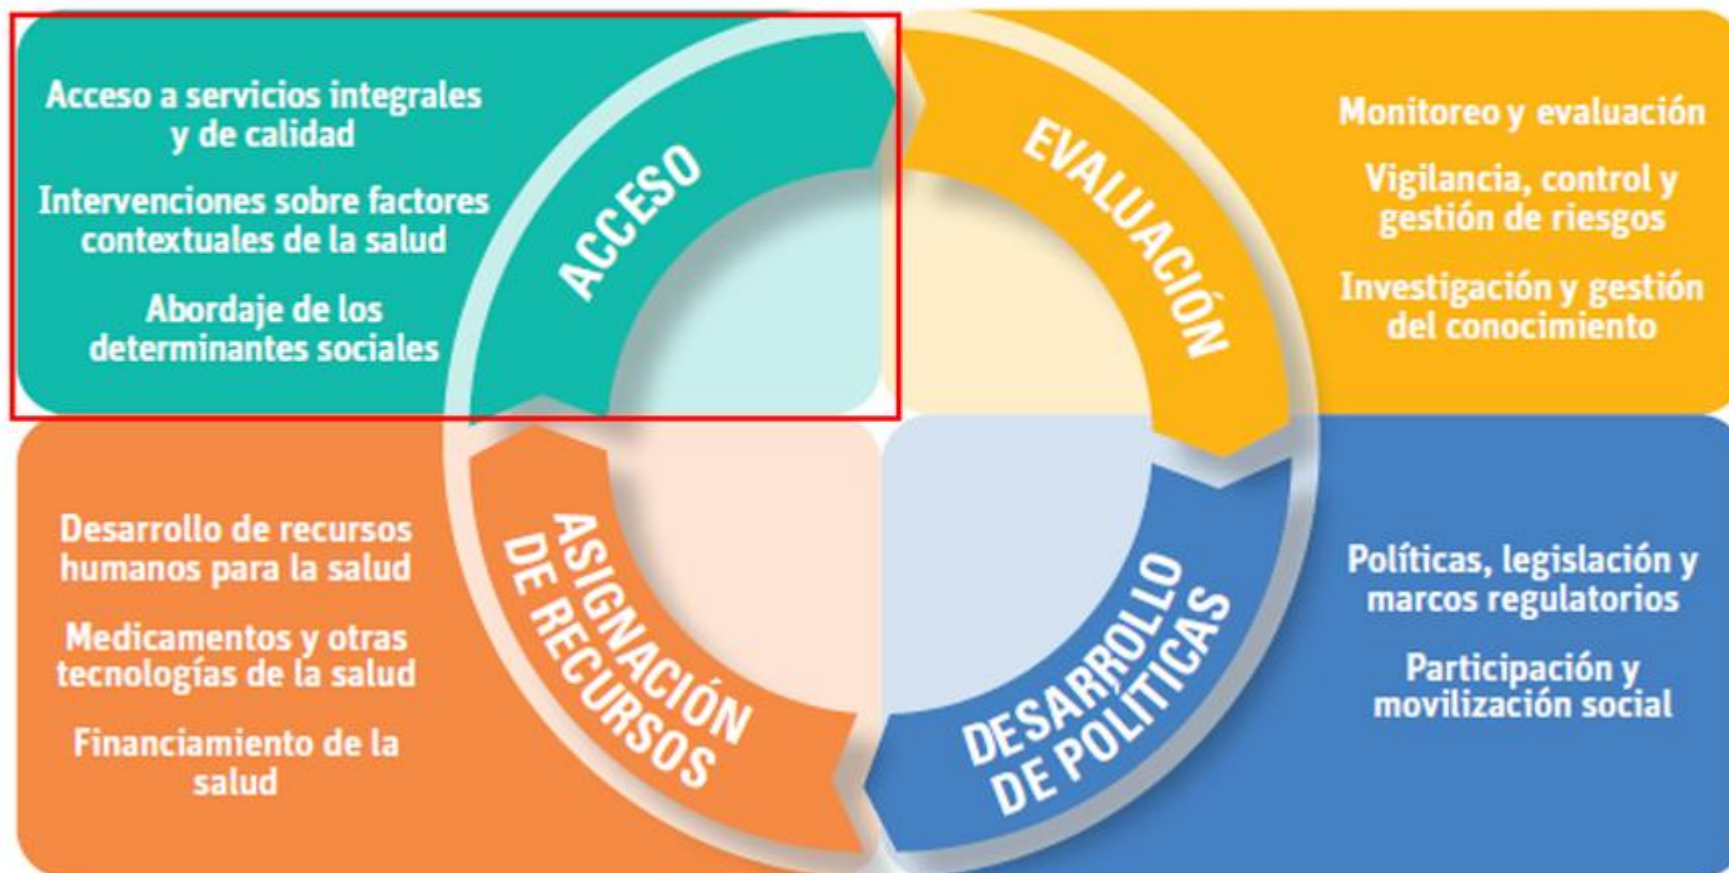 Acceso a servicios integrales
y de calidad
Intervenciones sobre factores
contextuales de la salud
Abordaje de los
determinantes sociales
ACCESO
EVALUACIÓN
Monitoreo y evaluación
Vigilancia, control y
gestión de riesgos
Investigación y gestión
del conocimiento
Desarrollo de recursos
humanos para la salud
Medicamentos y otras
tecnologías de la salud
Financiamiento de la
salud
ASIGNACIÓN
DE RECURSOS
DESARROLLO
DE POLÍTICAS
Políticas, legislación y
marcos regulatorios
Participación y
movilización social